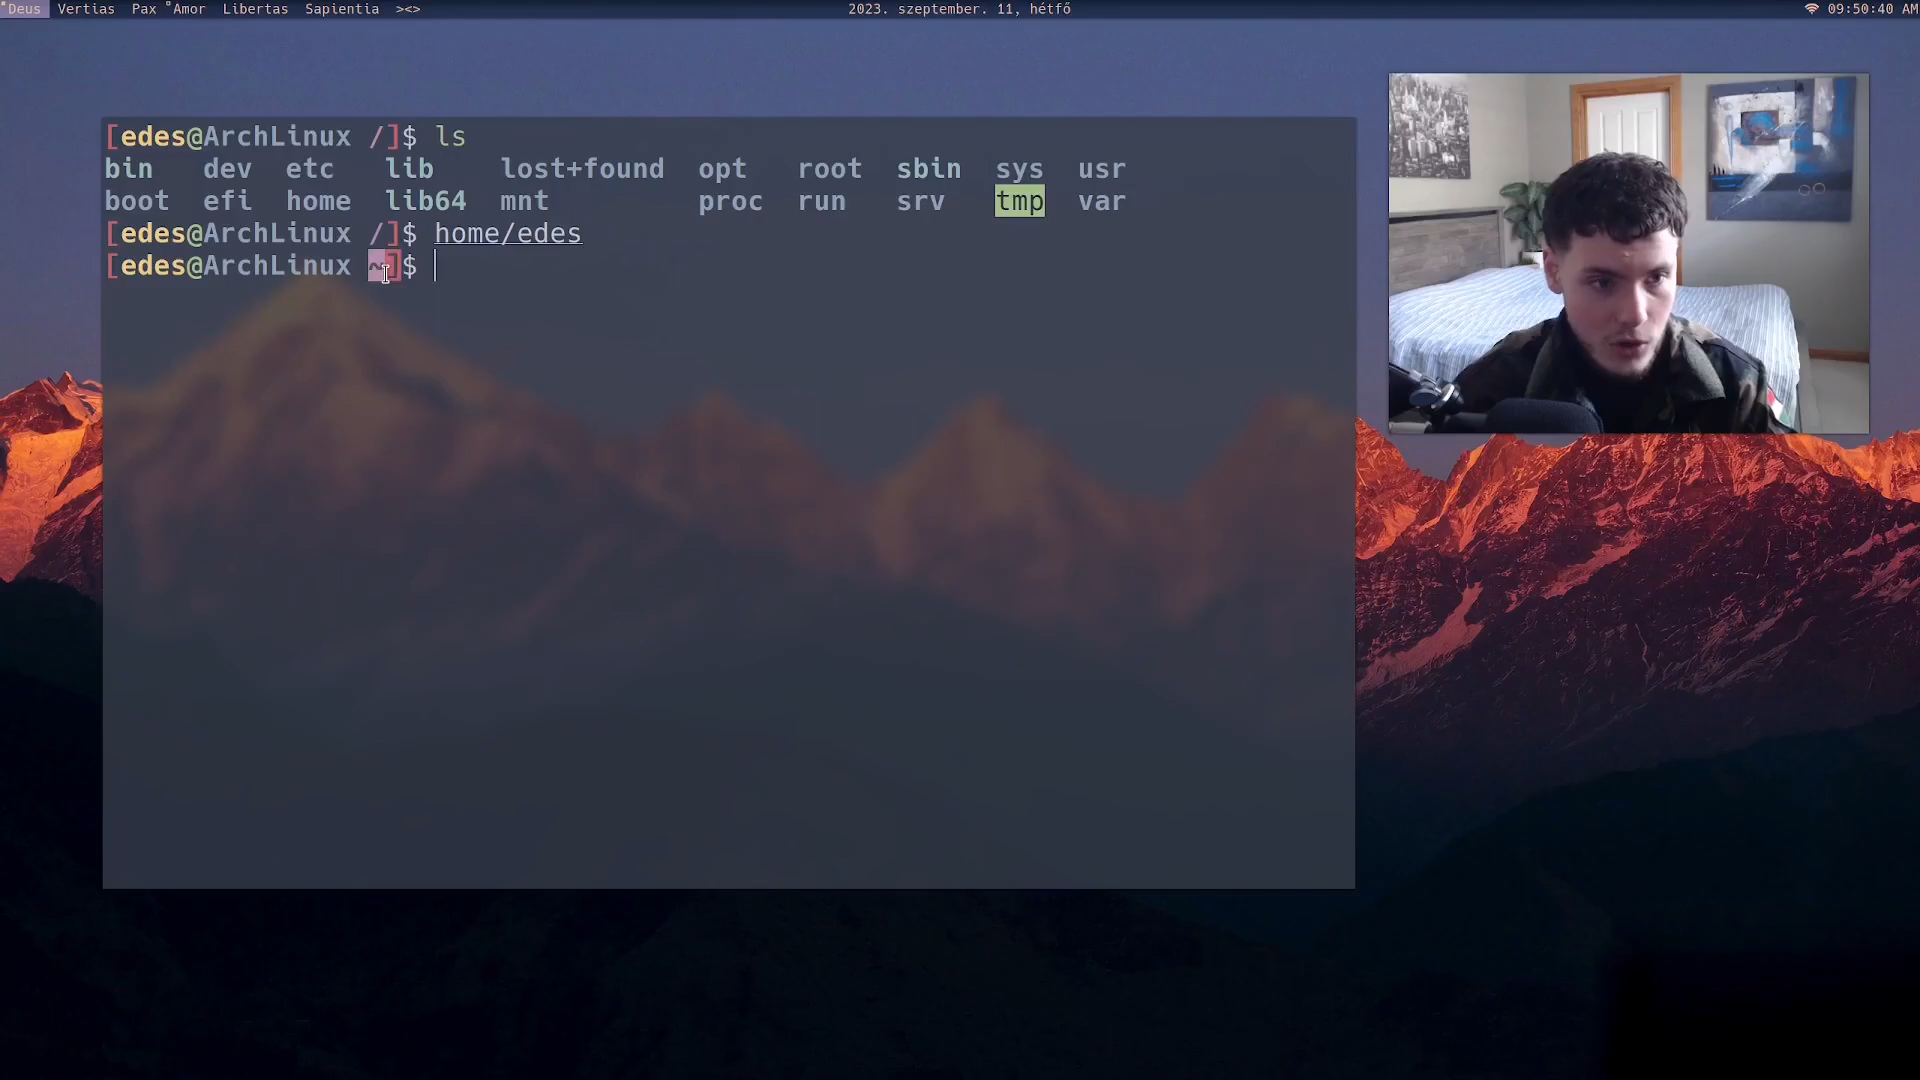 Deus Vertias Pax Amor Libertas Sapientia ><> 2023. szeptember. 11, hétfő 09:50:40 AM
[edes@ArchLinux /]$ ls
bin dev etc lib lost+found opt root sbin sys usr
boot efi home lib64 mnt proc run srv tmp var
[edes@ArchLinux /]$ home/edes
[edes@ArchLinux ~]$